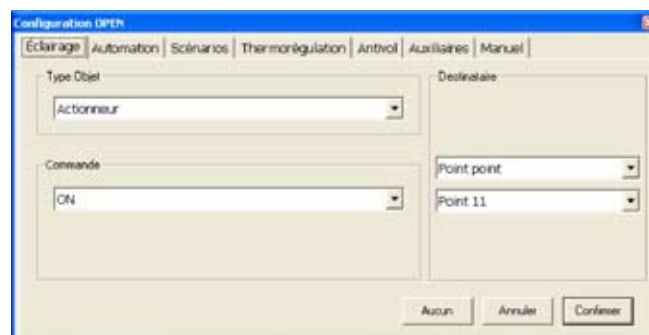 Configuration OPEN
Éclairage Automation Scénarios Thermorégulation Antivol Auxiliaires Manuel
Type Objet
Actionneur
Destinataire
Commande
ON
Point point
Point 11
Aucun Annuler Confirmer